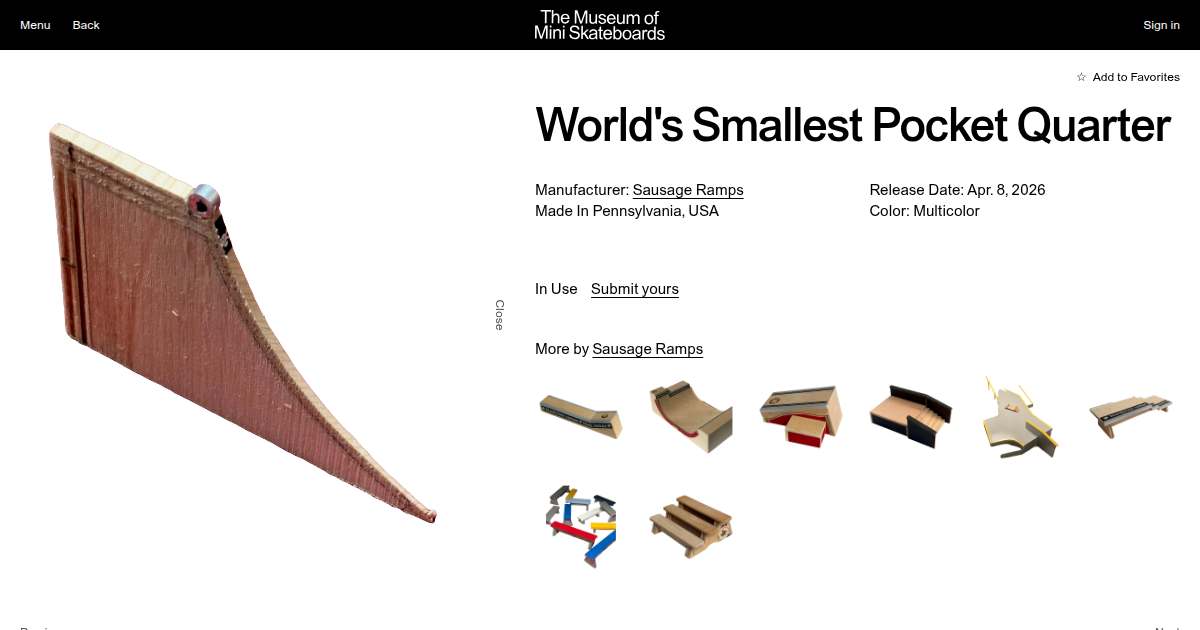 Menu
Back
The Museum of
Mini Skateboards
Sign in
☆ Add to Favorites
World's Smallest Pocket Quarter
Manufacturer: Sausage Ramps
Made In Pennsylvania, USA
Release Date: Apr. 8, 2026
Color: Multicolor
Close
In Use
Submit yours
More by Sausage Ramps